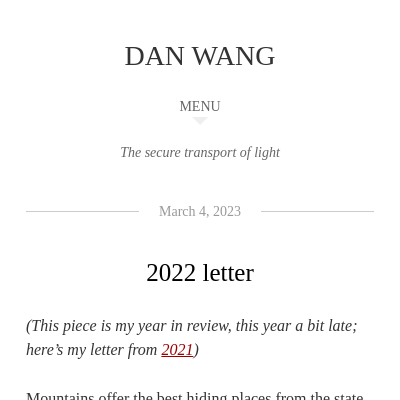 DAN WANG
MENU
The secure transport of light
March 4, 2023
2022 letter
(This piece is my year in review, this year a bit late;
here’s my letter from 2021)
Mountains offer the best hiding places from the state.